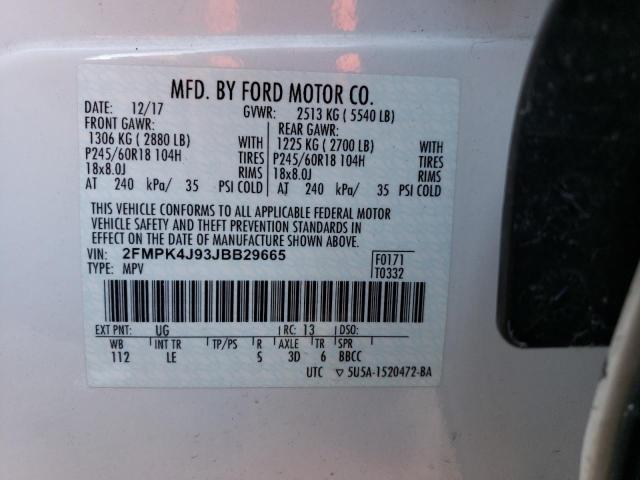 MFD. BY FORD MOTOR CO.
DATE: 12/17 GVWR: 2513 KG ( 5540 LB)
FRONT GAWR: REAR GAWR:
1306 KG ( 2880 LB) 1225 KG ( 2700 LB)
P245/60R18 104H TIRES P245/60R18 104H TIRES
18x8.0J RIMS 18x8.0J RIMS
AT 240 kPa/ 35 PSI COLD AT 240 kPa/ 35 PSI COLD
THIS VEHICLE CONFORMS TO ALL APPLICABLE FEDERAL MOTOR
VEHICLE SAFETY AND THEFT PREVENTION STANDARDS IN
EFFECT ON THE DATE OF MANUFACTURE SHOWN ABOVE.
VIN: 2FMPK4J93JBB29665 F0171
TYPE: MPV T0332
EXT PNT: UG RC: 13 DSO:
WB INT TR TP/PS R AXLE TR SPR
112 LE S 3D 6 BBCC
UTC ▽ 5U5A-1520472-BA